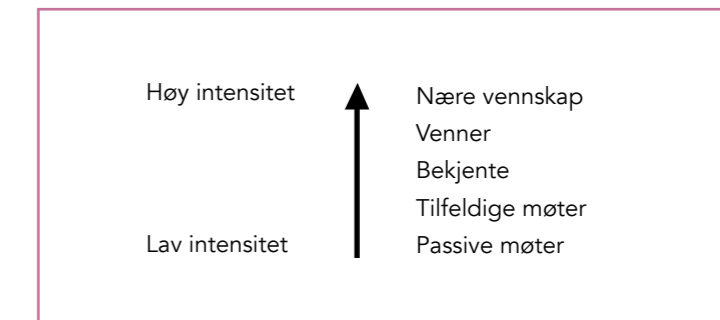 Høy intensitet
Nære vennskap
Venner
Bekjente
Tilfeldige møter
Lav intensitet
Passive møter